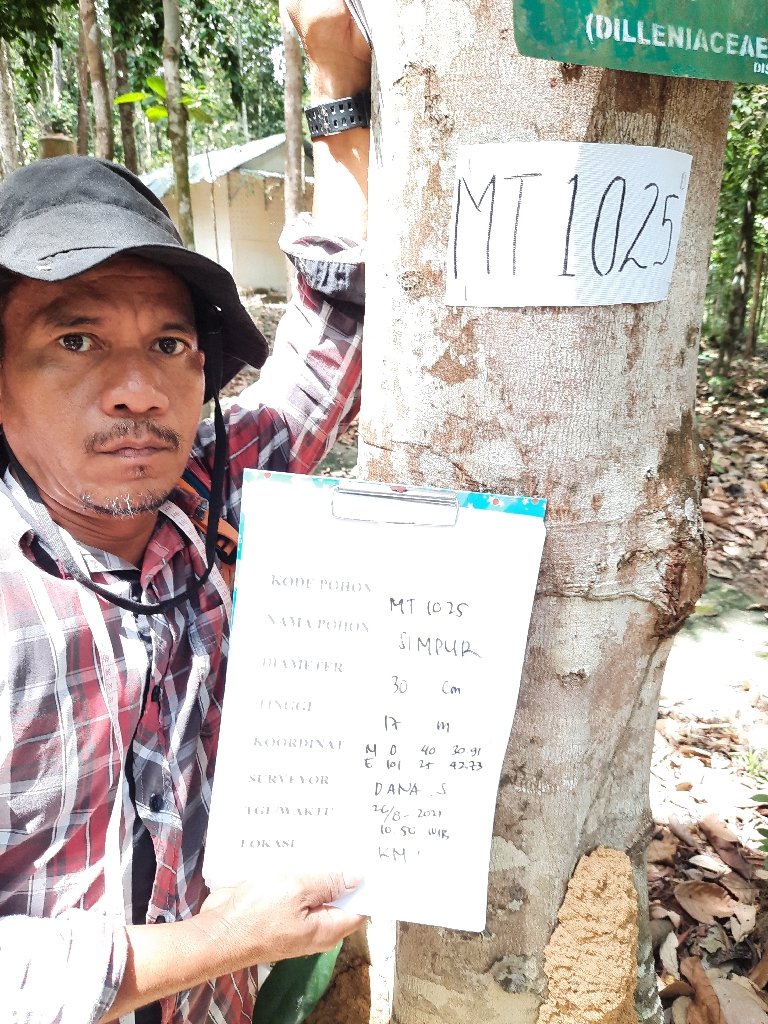 (DILLENIACEAE
DIS
MT 1025
KODE POHON MT 1025
NAMA POHON SIMPUR
DIAMETER 30 Cm
TINGGI 17 m
KOORDINAT N 0 40 30.91
E 101 25 42.73
SURVEYOR DANA .S
TGL/WAKTU 26/8-2021
10.50 WIB
LOKASI KM